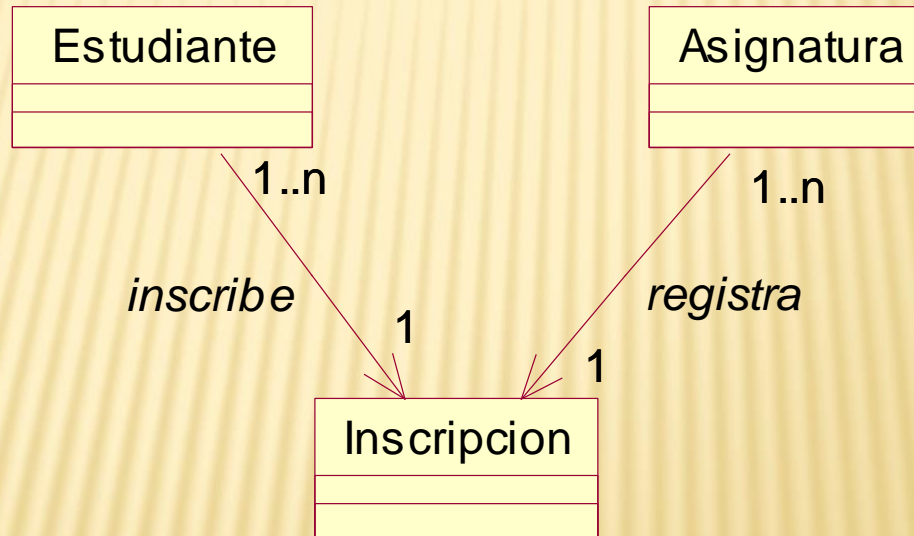 Estudiante
Asignatura
1..n
1..n
inscribe
registra
1
1
Inscripcion